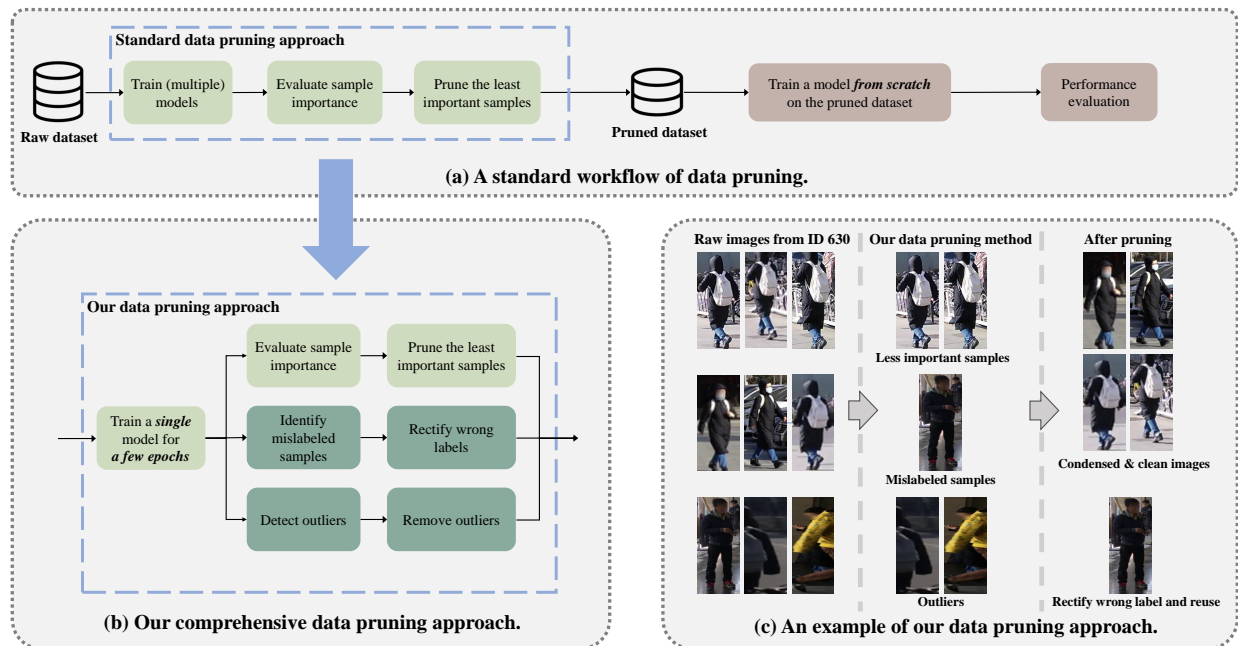 Standard data pruning approach
Raw dataset
Train (multiple)
models
Evaluate sample
importance
Prune the least
important samples
Pruned dataset
Train a model from scratch
on the pruned dataset
Performance
evaluation
(a) A standard workflow of data pruning.
Our data pruning approach
Train a single
model for
a few epochs
Evaluate sample
importance
Prune the least
important samples
Identify
mislabeled
samples
Rectify wrong
labels
Detect outliers
Remove outliers
(b) Our comprehensive data pruning approach.
Raw images from ID 630
Our data pruning method
After pruning
Less important samples
Mislabeled samples
Condensed & clean images
Outliers
Rectify wrong label and reuse
(c) An example of our data pruning approach.